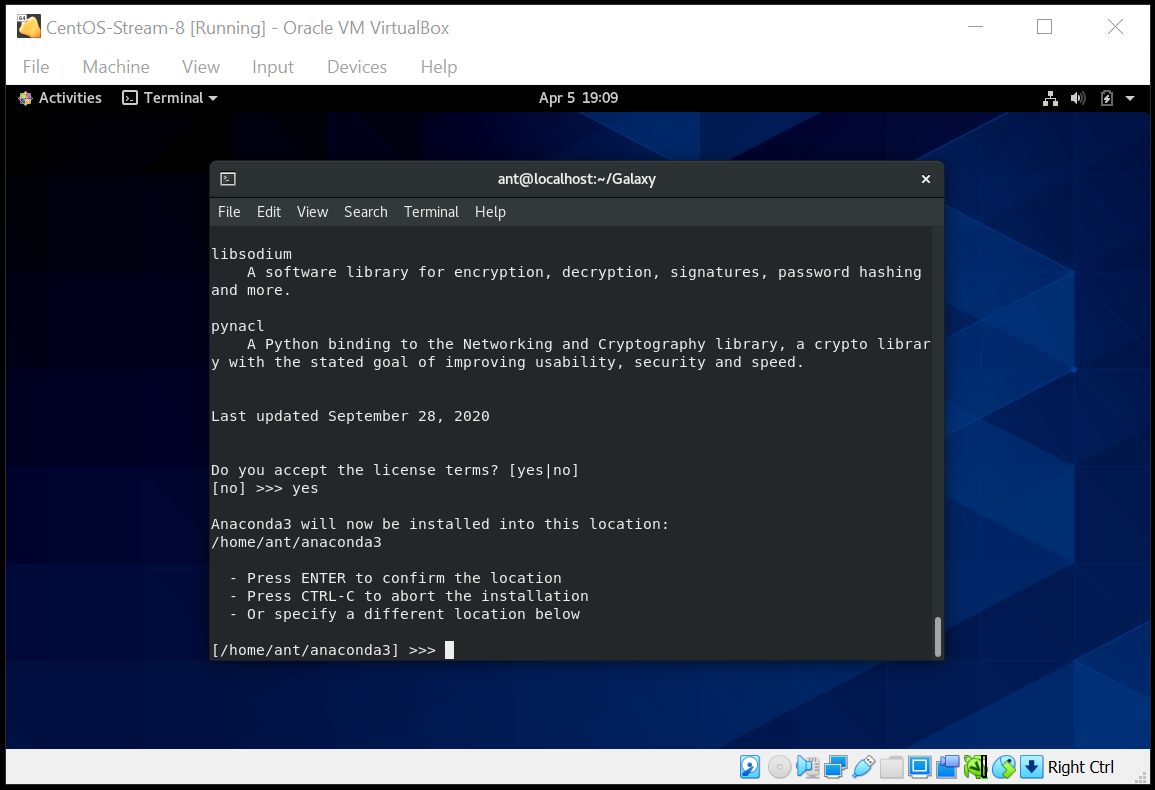 CentOS-Stream-8 [Running] - Oracle VM VirtualBox
File Machine View Input Devices Help
Activities Terminal Apr 5 19:09
ant@localhost:~/Galaxy
File Edit View Search Terminal Help
libsodium
A software library for encryption, decryption, signatures, password hashing
and more.
pynacl
A Python binding to the Networking and Cryptography library, a crypto librar
y with the stated goal of improving usability, security and speed.
Last updated September 28, 2020
Do you accept the license terms? [yes|no]
[no] >>> yes
Anaconda3 will now be installed into this location:
/home/ant/anaconda3
- Press ENTER to confirm the location
- Press CTRL-C to abort the installation
- Or specify a different location below
[/home/ant/anaconda3] >>>
Right Ctrl